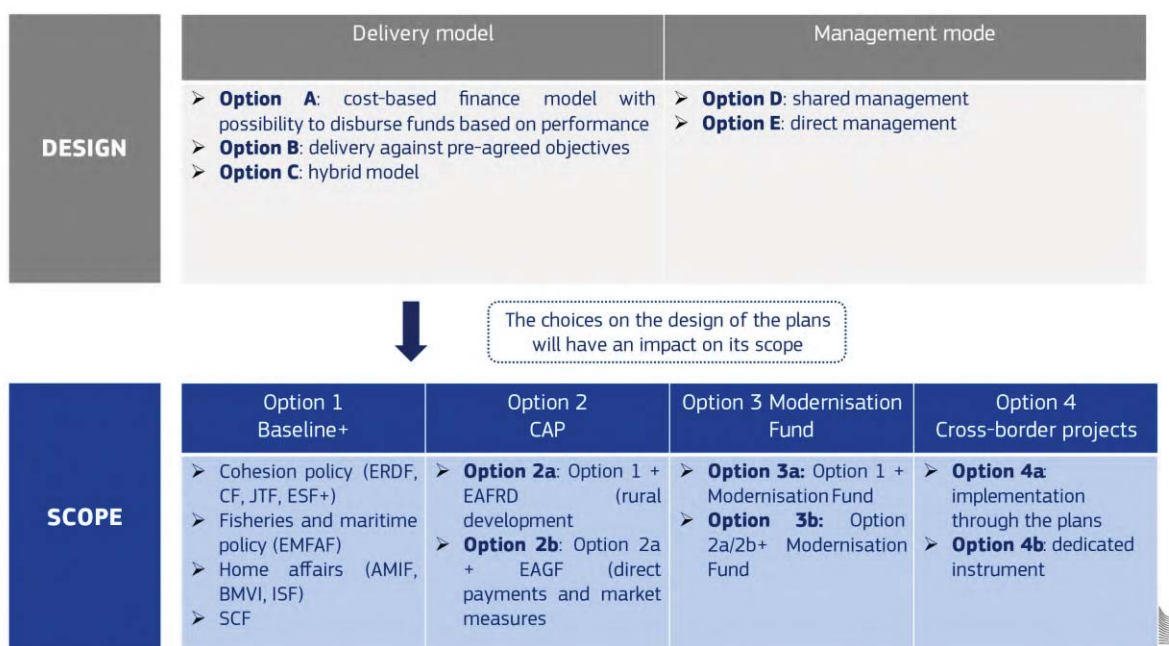 Delivery model
Management mode
DESIGN
➢ Option A: cost-based finance model with
possibility to disburse funds based on performance
➢ Option B: delivery against pre-agreed objectives
➢ Option C: hybrid model
➢ Option D: shared management
➢ Option E: direct management
The choices on the design of the plans
will have an impact on its scope
SCOPE
Option 1
Baseline+
Option 2
CAP
Option 3 Modernisation
Fund
Option 4
Cross-border projects
➢ Cohesion policy (ERDF,
CF, JTF, ESF+)
➢ Fisheries and maritime
policy (EMFAF)
➢ Home affairs (AMIF,
BMVI, ISF)
➢ SCF
➢ Option 2a: Option 1 +
EAFRD (rural
development
➢ Option 2b: Option 2a
+ EAGF (direct
payments and market
measures
➢ Option 3a: Option 1 +
Modernisation Fund
➢ Option 3b: Option
2a/2b+ Modernisation
Fund
➢ Option 4a:
implementation
through the plans
➢ Option 4b: dedicated
instrument